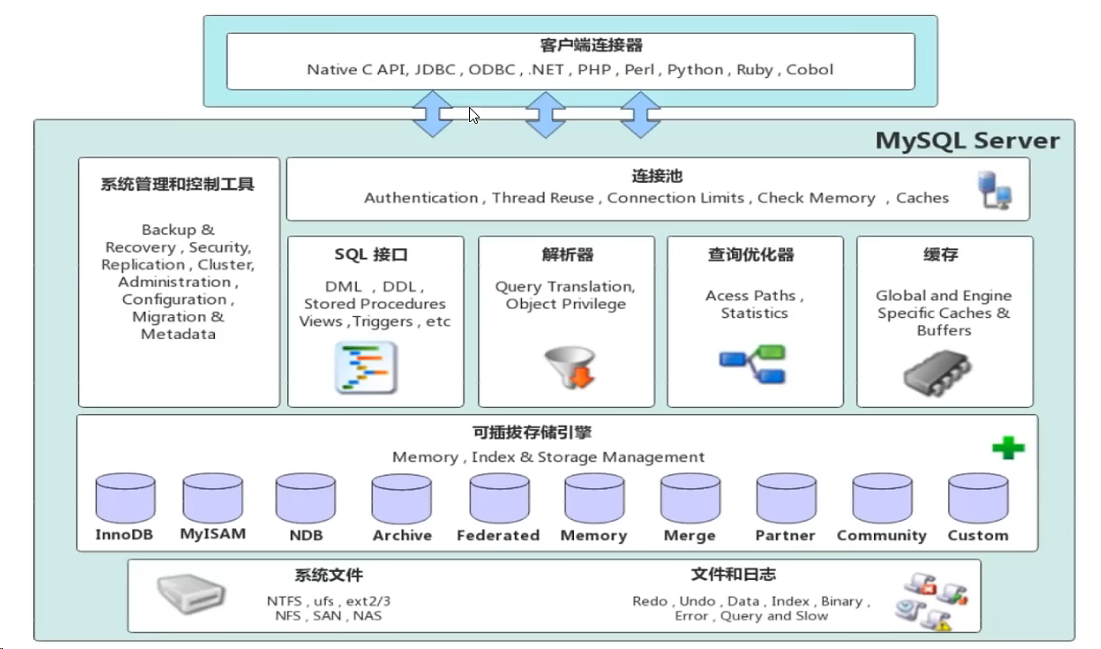 客户端连接器
Native C API, JDBC , ODBC , .NET , PHP , Perl , Python , Ruby , Cobol
MySQL Server
系统管理和控制工具
Backup &
Recovery , Security,
Replication , Cluster,
Administration ,
Configuration ,
Migration &
Metadata
连接池
Authentication , Thread Reuse , Connection Limits , Check Memory , Caches
SQL 接口
DML , DDL ,
Stored Procedures
Views ,Triggers , etc
解析器
Query Translation,
Object Privilege
查询优化器
Acess Paths ,
Statistics
缓存
Global and Engine
Specific Caches &
Buffers
可插拔存储引擎
Memory , Index & Storage Management
InnoDB MyISAM NDB Archive Federated Memory Merge Partner Community Custom
系统文件
NTFS , ufs , ext2/3
NFS , SAN , NAS
文件和日志
Redo , Undo , Data , Index , Binary ,
Error , Query and Slow